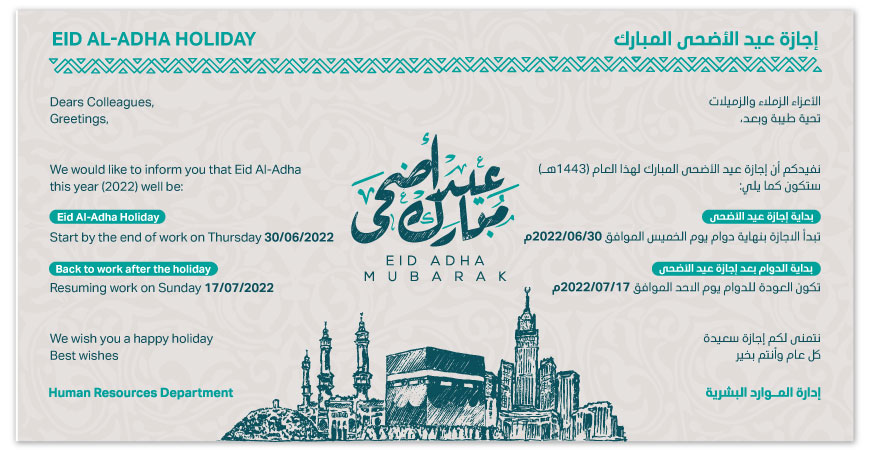 EID AL-ADHA HOLIDAY
إجازة عيد الأضحى المبارك
Dears Colleagues,
Greetings,
We would like to inform you that Eid Al-Adha
this year (2022) well be:
Eid Al-Adha Holiday
Start by the end of work on Thursday 30/06/2022
Back to work after the holiday
Resuming work on Sunday 17/07/2022
We wish you a happy holiday
Best wishes
Human Resources Department
عيد أضحى
مبارك
EID ADHA
MUBARAK
الأعزاء الزملاء والزميلات
تحية طيبة وبعد،
نفيدكم أن إجازة عيد الأضحى المبارك لهذا العام (1443هـ)
ستكون كما يلي:
بداية إجازة عيد الأضحى
تبدأ الاجازة بنهاية دوام يوم الخميس الموافق 2022/06/30م
بداية الدوام بعد إجازة عيد الأضحى
تكون العودة للدوام يوم الاحد الموافق 2022/07/17م
نتمنى لكم إجازة سعيدة
كل عام وأنتم بخير
إدارة المــوارد البشرية